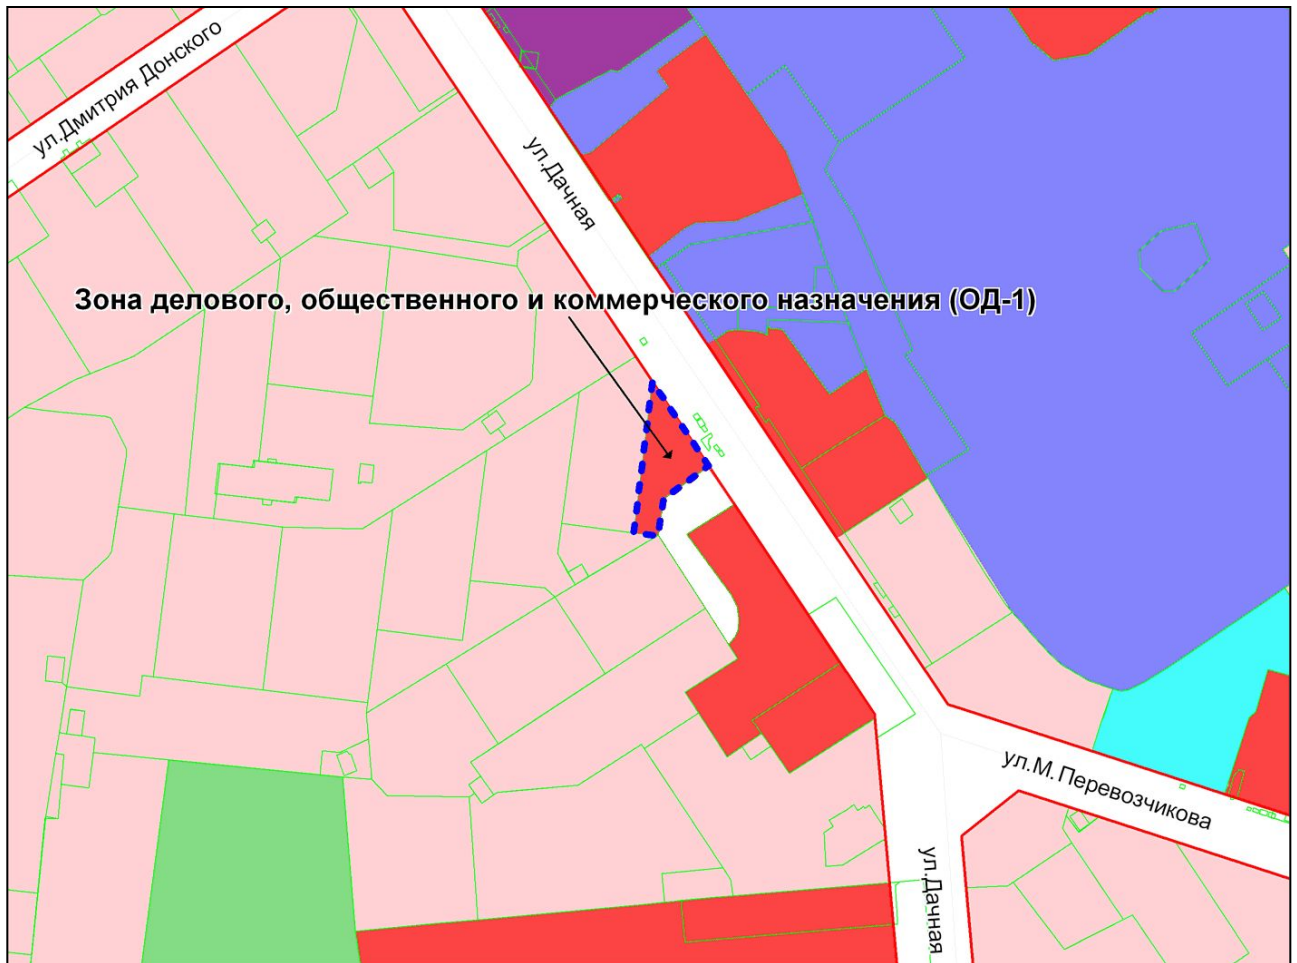 ул.Дмитрия Донского
ул.Дачная
Зона делового, общественного и коммерческого назначения (ОД-1)
ул.М.Перевозчикова
ул.Дачная